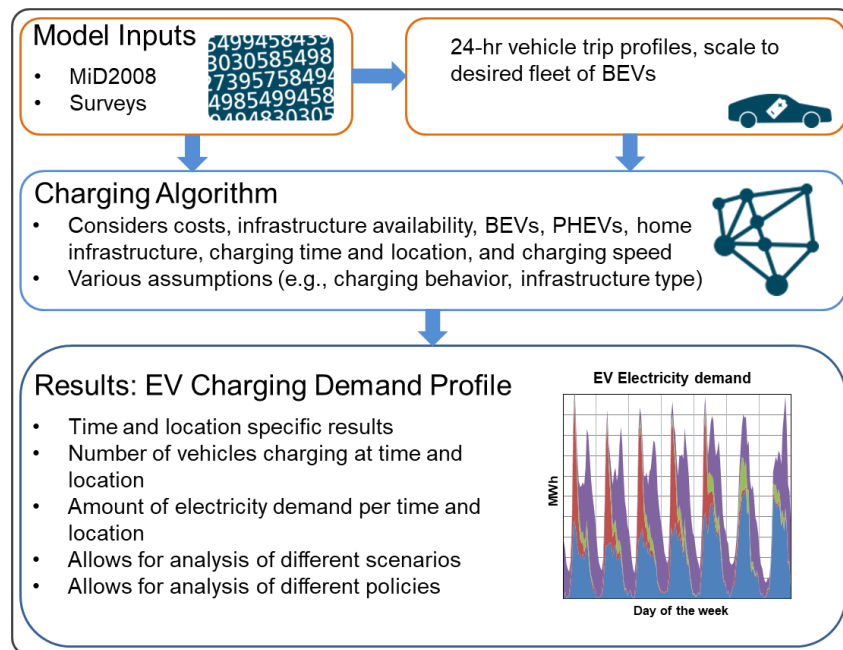 Model Inputs
• MiD2008
• Surveys
5499458439
3030585498
97395758494
4985499458
24-hr vehicle trip profiles, scale to
desired fleet of BEVs
Charging Algorithm
• Considers costs, infrastructure availability, BEVs, PHEVs, home
infrastructure, charging time and location, and charging speed
• Various assumptions (e.g., charging behavior, infrastructure type)
Results: EV Charging Demand Profile
• Time and location specific results
• Number of vehicles charging at time and
location
• Amount of electricity demand per time and
location
• Allows for analysis of different scenarios
• Allows for analysis of different policies
EV Electricity demand
MWh
Day of the week